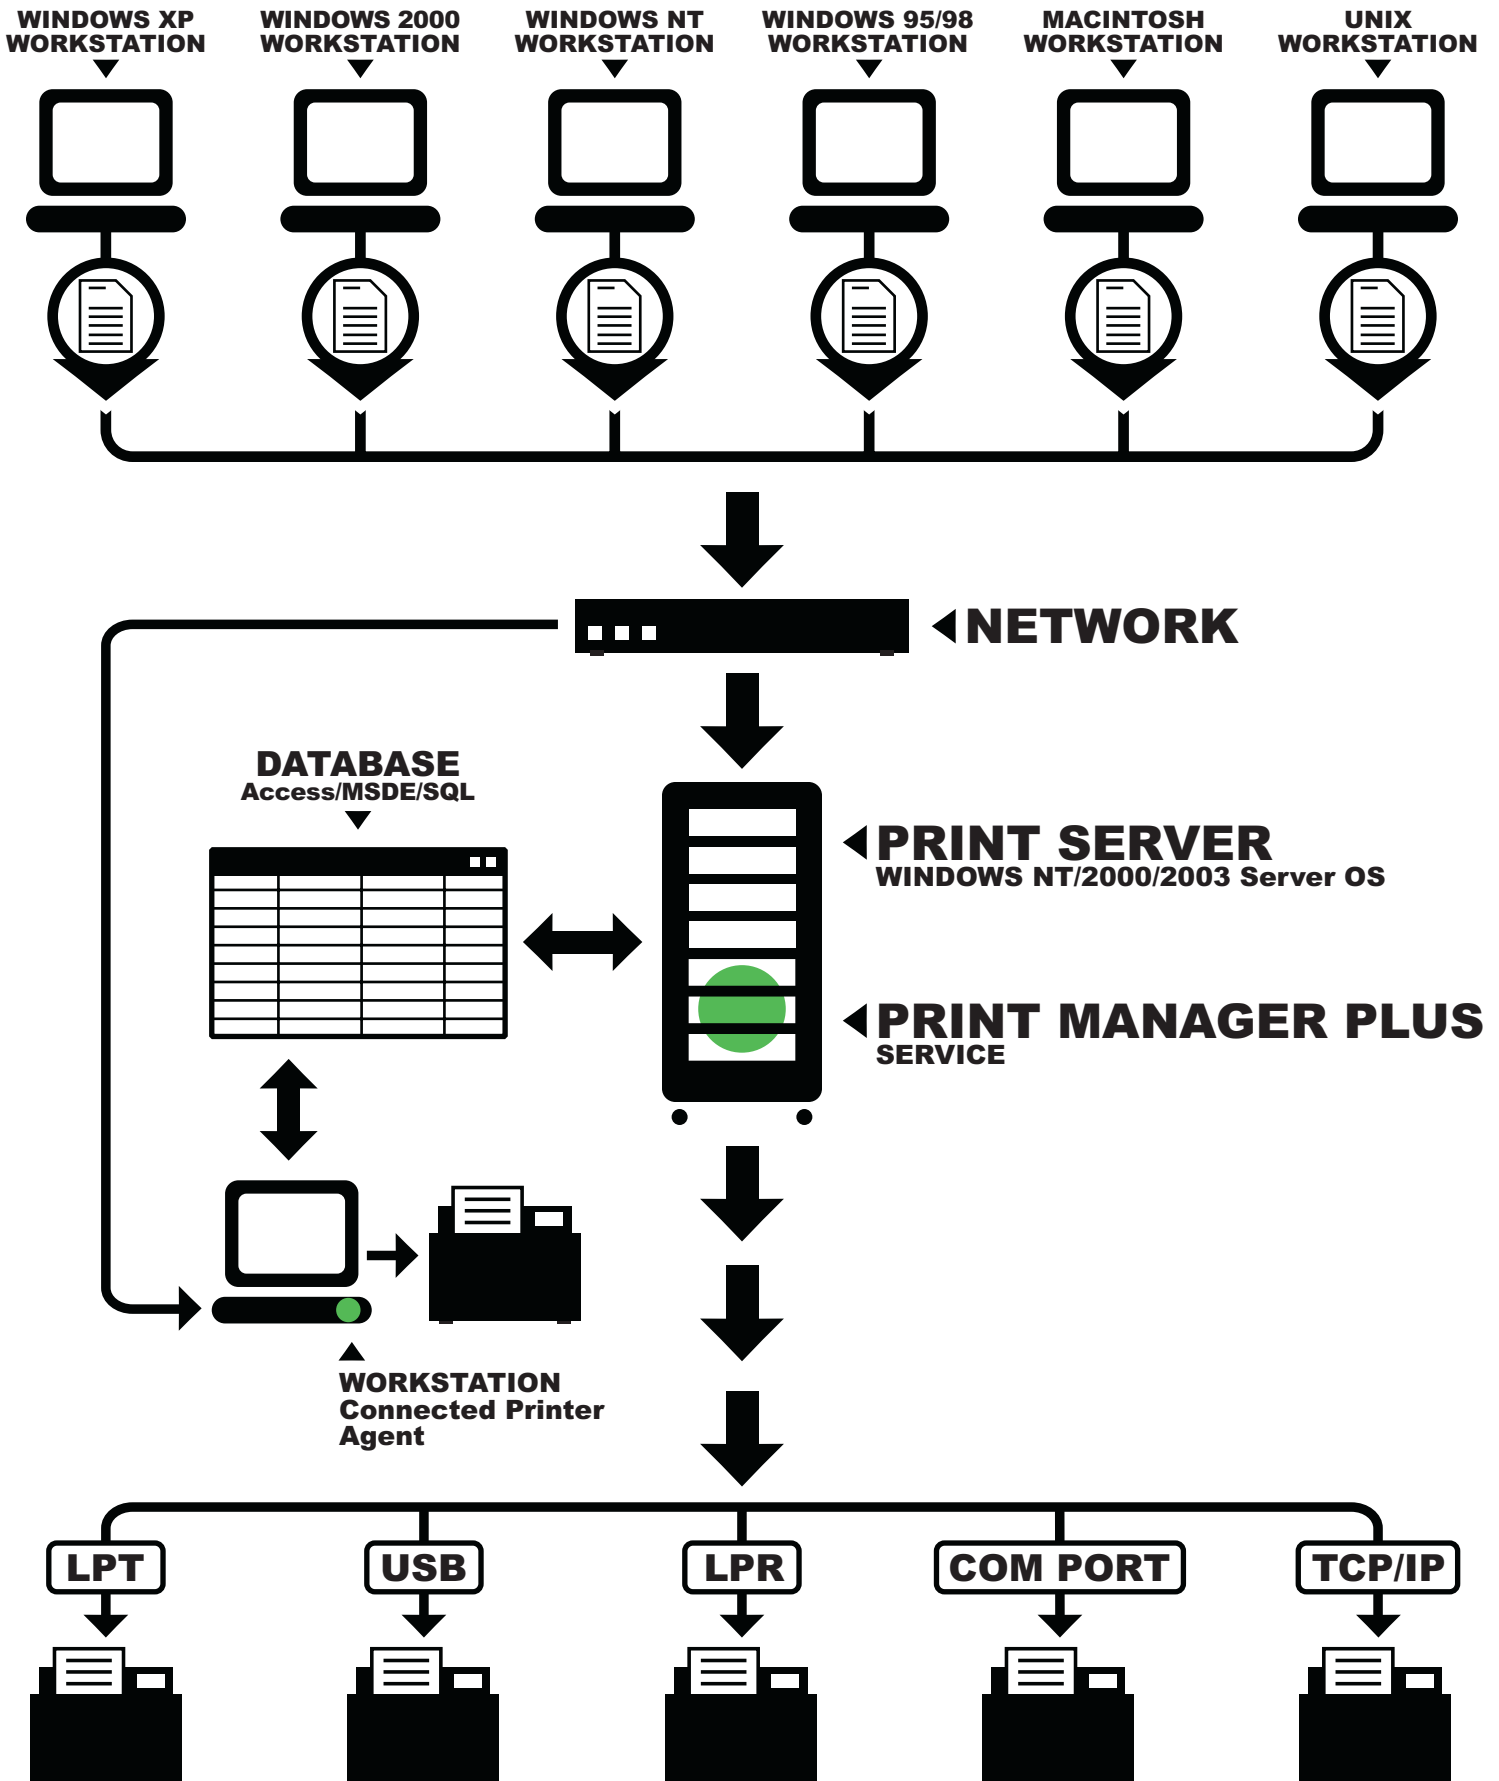 WINDOWS XP
WORKSTATION
WINDOWS 2000
WORKSTATION
WINDOWS NT
WORKSTATION
WINDOWS 95/98
WORKSTATION
MACINTOSH
WORKSTATION
UNIX
WORKSTATION
NETWORK
DATABASE
Access/MSDE/SQL
PRINT SERVER
WINDOWS NT/2000/2003 Server OS
PRINT MANAGER PLUS
SERVICE
WORKSTATION
Connected Printer
Agent
LPT
USB
LPR
COM PORT
TCP/IP